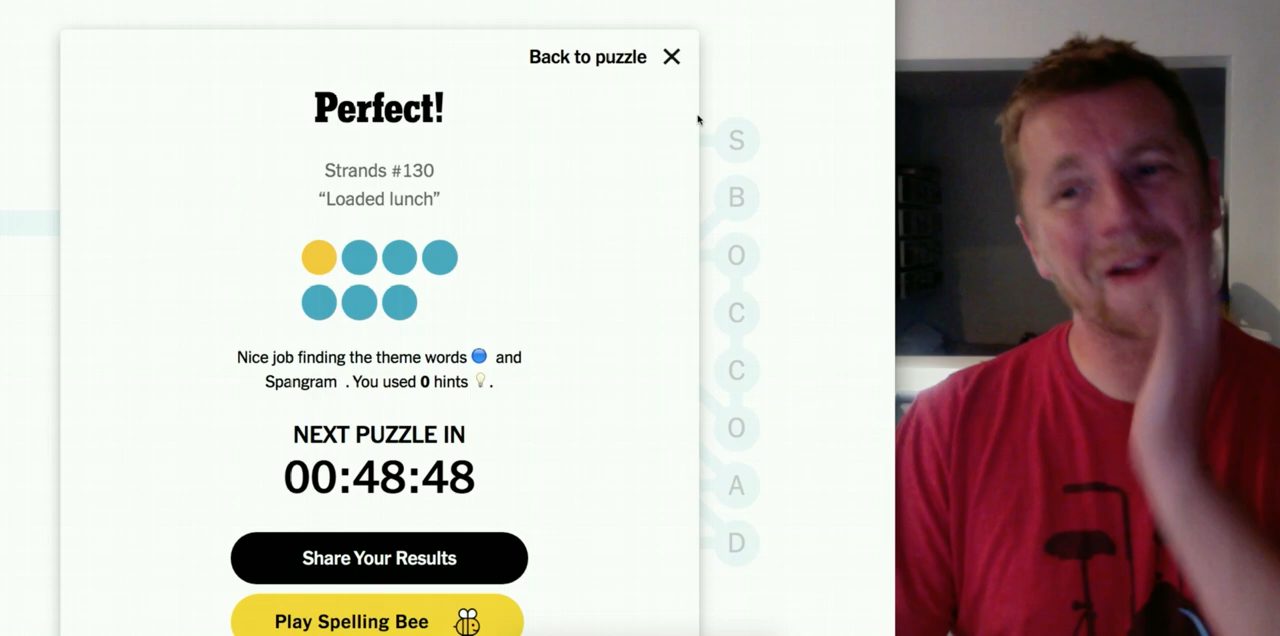 Back to puzzle
Perfect!
Strands #130
“Loaded lunch”
Nice job finding the theme words and
Spangram . You used 0 hints .
NEXT PUZZLE IN
00:48:48
Share Your Results
Play Spelling Bee
S
B
O
C
C
O
A
D